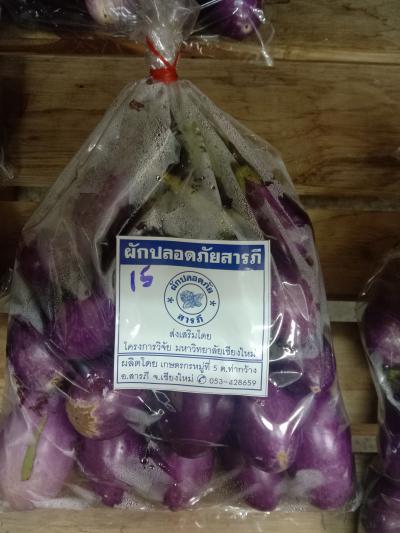 ผักปลอดภัยสารภี
15
ผักปลอดภัย
สารภี
ส่งเสริมโดย
โครงการวิจัย มหาวิทยาลัยเชียงใหม่
ผลิตโดย เกษตรกรหมู่ที่ 5 ต.ท่ากว้าง
อ.สารภี จ.เชียงใหม่ ✆ 053-428659